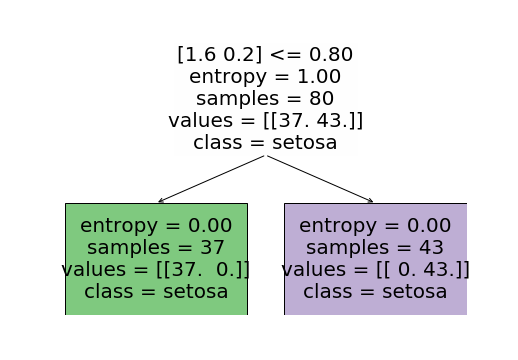 [1.6 0.2] <= 0.80
entropy = 1.00
samples = 80
values = [[37. 43.]]
class = setosa
entropy = 0.00
samples = 37
values = [[37.  0.]]
class = setosa
entropy = 0.00
samples = 43
values = [[ 0. 43.]]
class = setosa